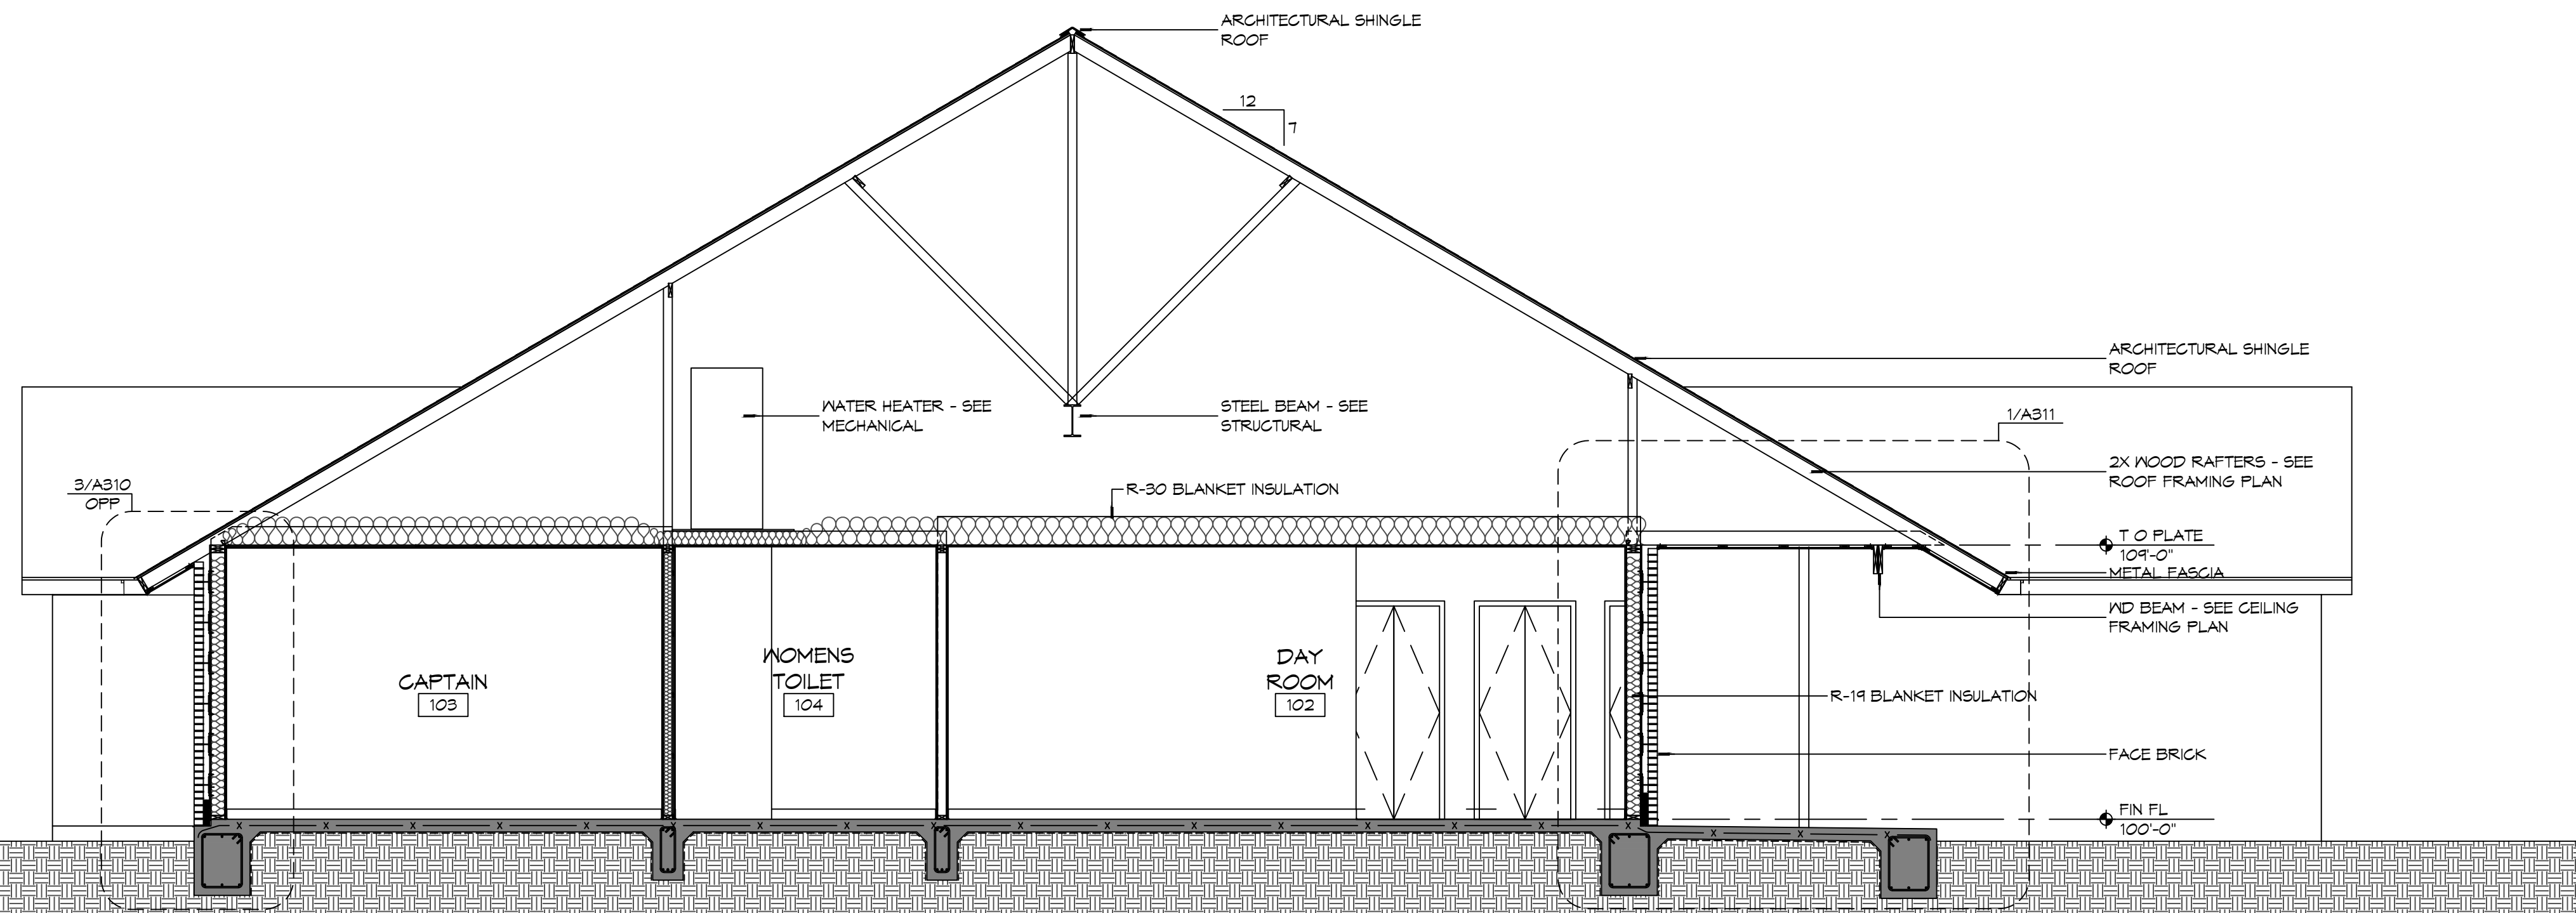 ARCHITECTURAL SHINGLE
ROOF
12
7
ARCHITECTURAL SHINGLE
ROOF
WATER HEATER - SEE
MECHANICAL
STEEL BEAM - SEE
STRUCTURAL
1/A311
2X WOOD RAFTERS - SEE
ROOF FRAMING PLAN
3/A310
OPP
R-30 BLANKET INSULATION
T O PLATE
109'-0"
METAL FASCIA
WD BEAM - SEE CEILING
FRAMING PLAN
CAPTAIN
103
WOMENS
TOILET
104
DAY
ROOM
102
R-19 BLANKET INSULATION
FACE BRICK
FIN FL
100'-0"